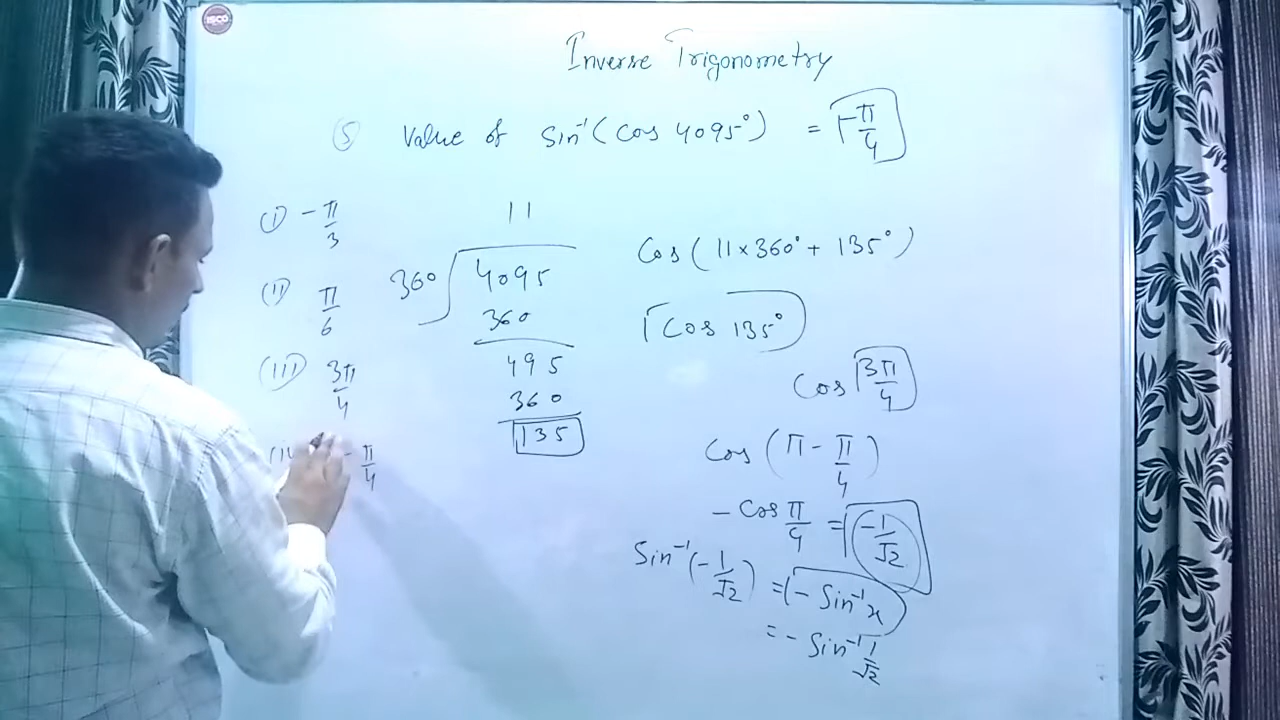 ISCO
Inverse Trigonometry
(5) Value of sin⁻¹(cos 4095°) = -π/4
(i) -π/3
(ii) π/6
(iii) 3π/4
-π/4
11
360 4095
360
495
360
135
cos(11×360°+135°)
cos 135°
cos 3π/4
cos(π-π/4)
-cos π/4 = -1/√2
sin⁻¹(-1/√2) = (-sin⁻¹x
= -sin⁻¹ 1/√2